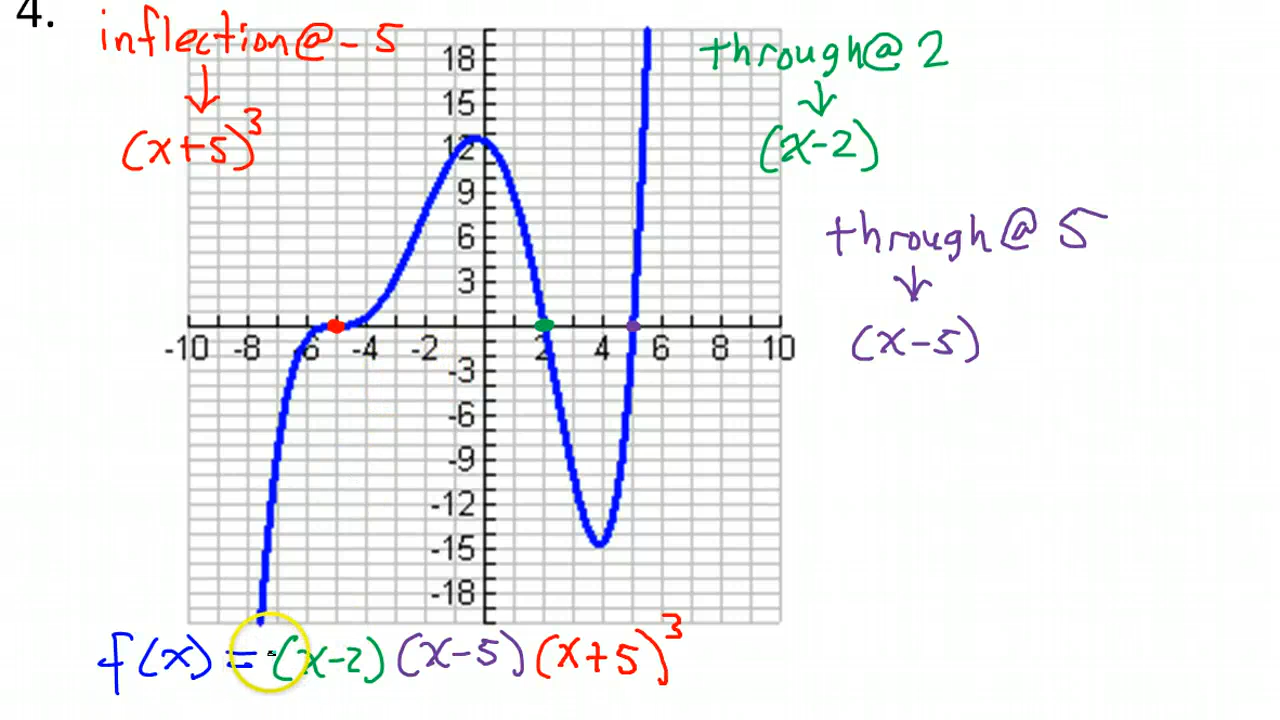 4.
inflection@-5
↓
(x+5)³
through@ 2
↓
(x-2)
through@ 5
↓
(x-5)
18
15
12
9
6
3
-10 -8 -6 -4 -2 2 4 6 8 10
-3
-6
-9
-12
-15
-18
f(x) = (x-2)(x-5)(x+5)³